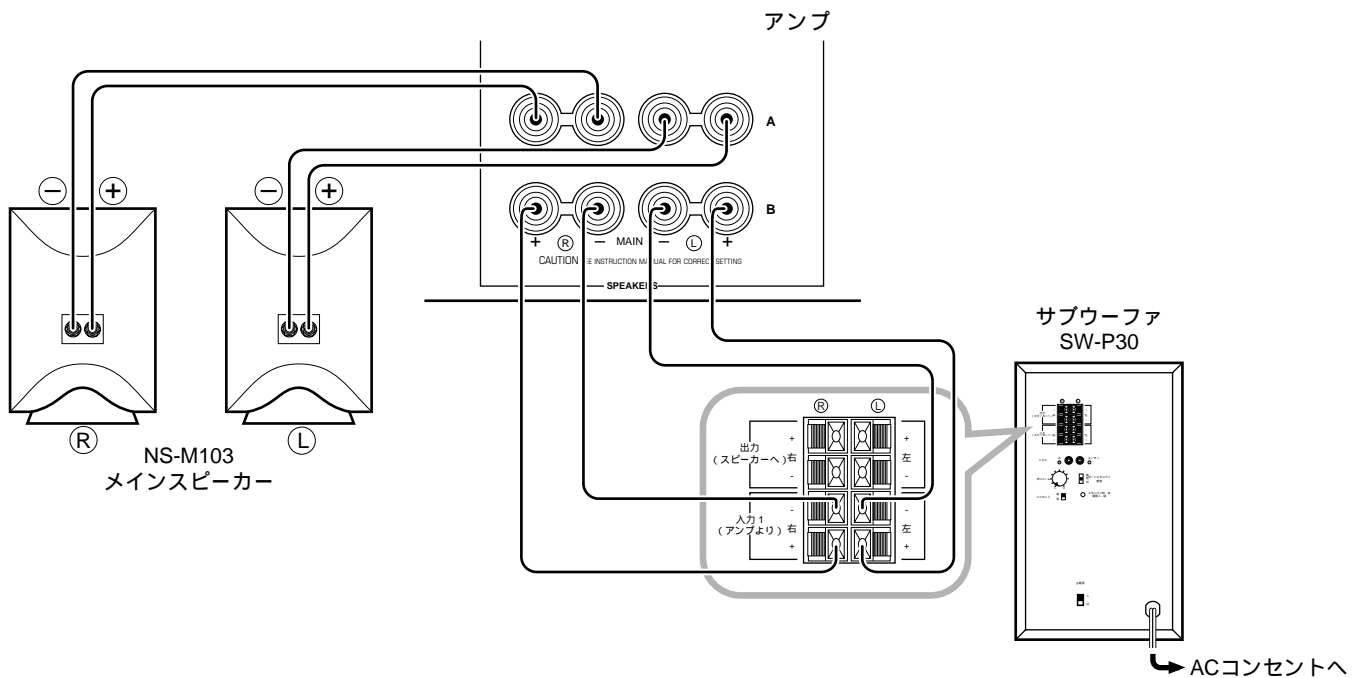 アンプ
A
− + − +
B
+ R − MAIN − L +
CAUTION SEE INSTRUCTION MANUAL FOR CORRECT SETTING
SPEAKERS
R
L
NS-M103
メインスピーカー
サブウーファ
SW-P30
R L
+ +
出力
(スピーカーへ) 右 左
- -
- -
入力1
(アンプより) 右 左
+ +
ACコンセントへ